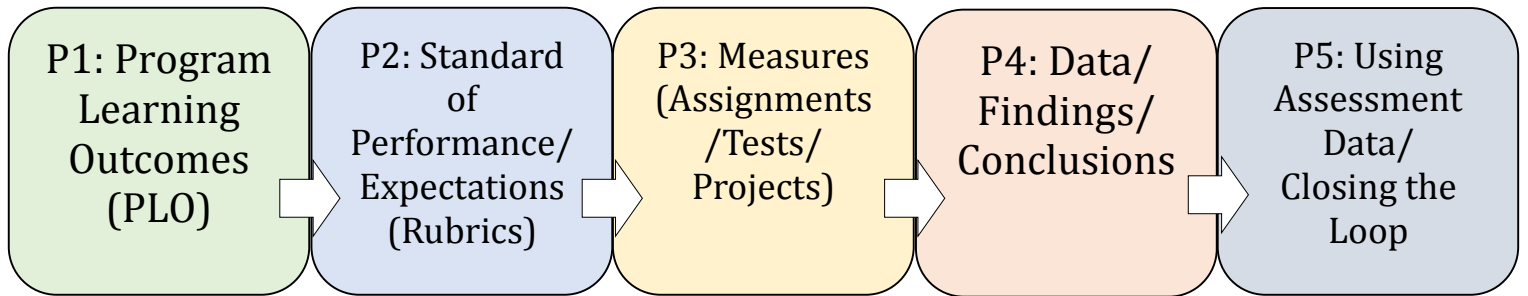 P1: Program
Learning
Outcomes
(PLO)
P2: Standard
of
Performance/
Expectations
(Rubrics)
P3: Measures
(Assignments
/Tests/
Projects)
P4: Data/
Findings/
Conclusions
P5: Using
Assessment
Data/
Closing the
Loop